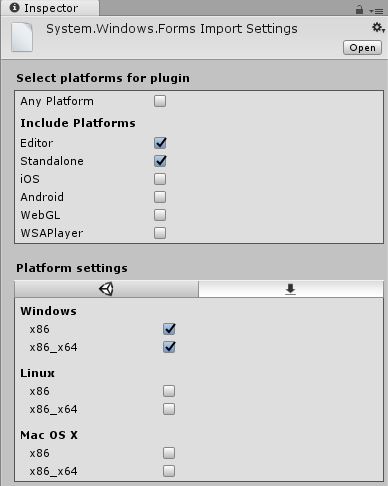 Inspector
System.Windows.Forms Import Settings
Open
Select platforms for plugin
Any Platform
Include Platforms
Editor
Standalone
iOS
Android
WebGL
WSAPlayer
Platform settings
Windows
x86
x86_x64
Linux
x86
x86_x64
Mac OS X
x86
x86_x64